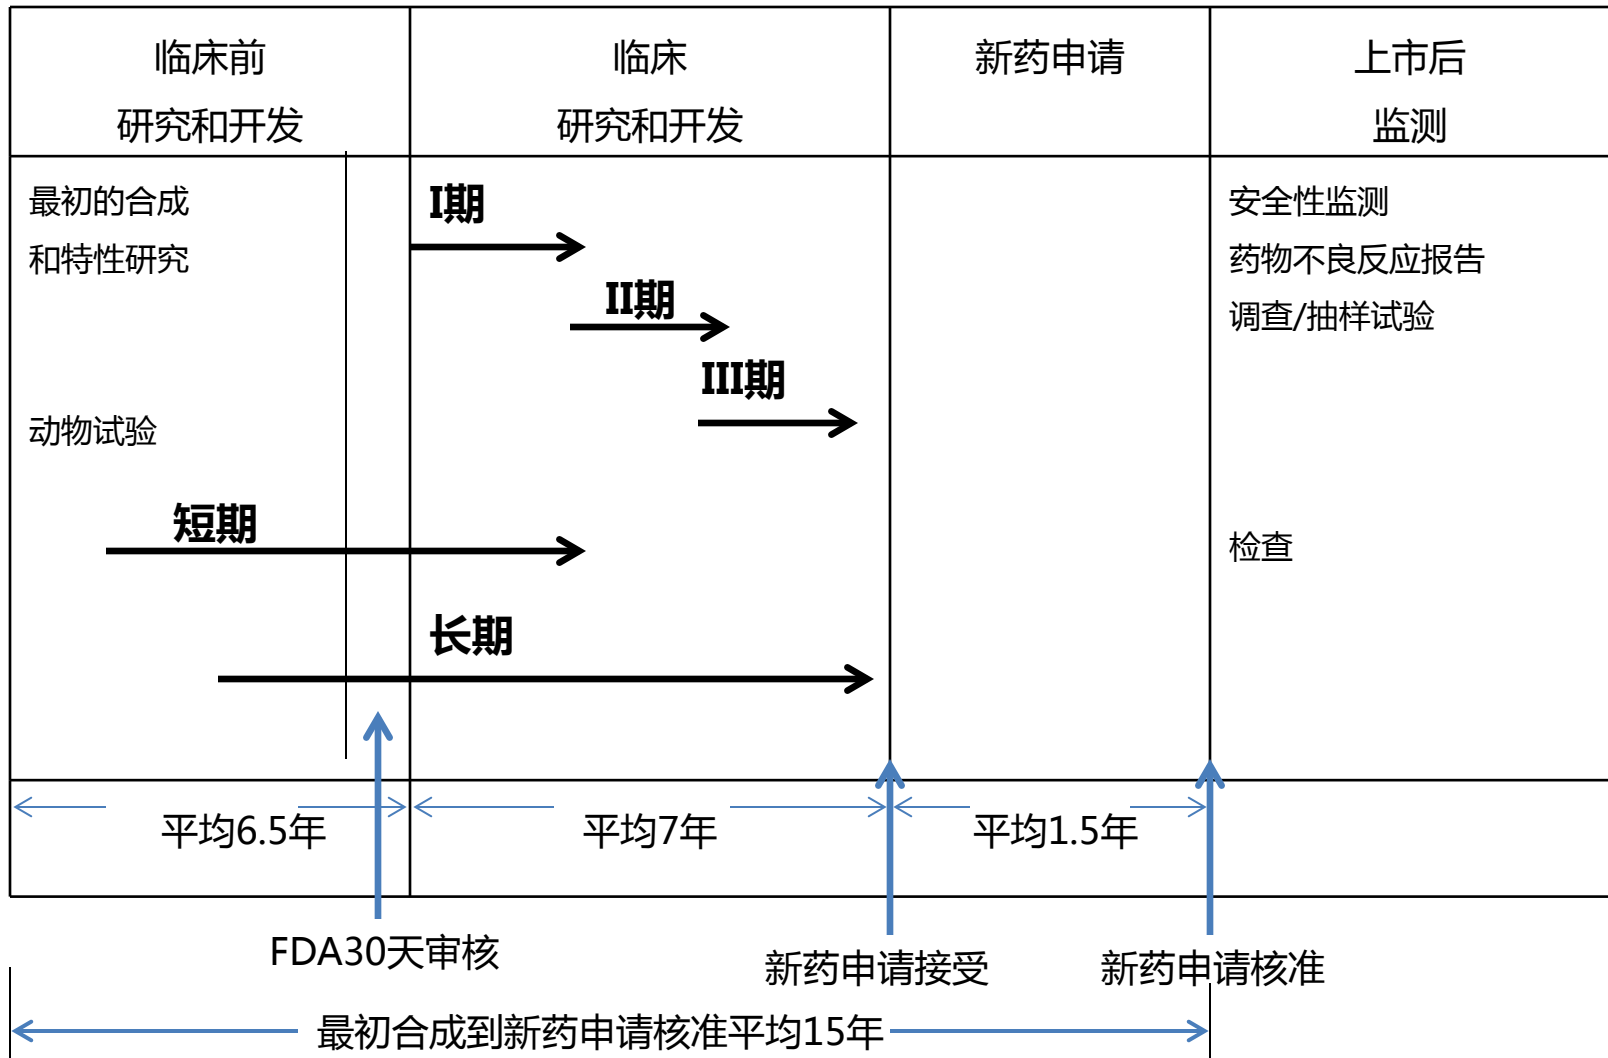 临床前
研究和开发
临床
研究和开发
新药申请
上市后
监测
最初的合成
和特性研究
动物试验
短期
长期
I期
II期
III期
安全性监测
药物不良反应报告
调查/抽样试验
检查
平均6.5年
平均7年
平均1.5年
FDA30天审核
新药申请接受
新药申请核准
最初合成到新药申请核准平均15年